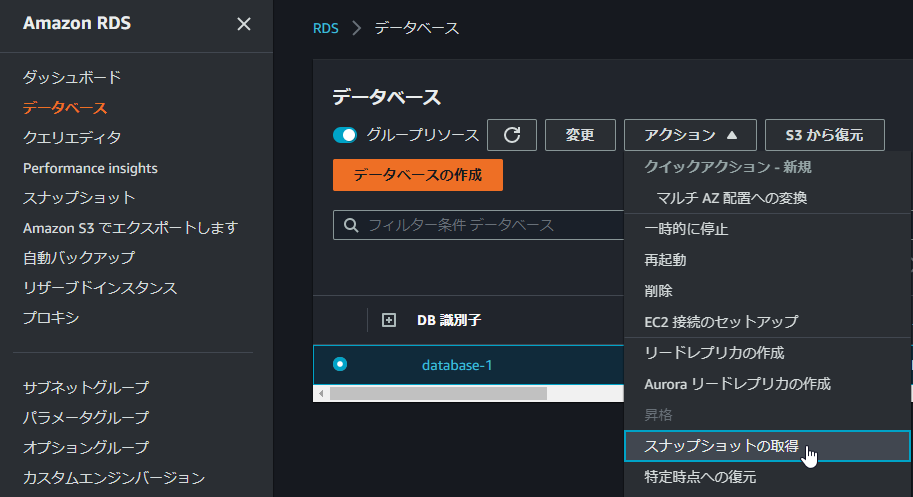 Amazon RDS
ダッシュボード
データベース
クエリエディタ
Performance insights
スナップショット
Amazon S3 でエクスポートします
自動バックアップ
リザーブドインスタンス
プロキシ
サブネットグループ
パラメータグループ
オプショングループ
カスタムエンジンバージョン
RDS > データベース
データベース
グループリソース 変更 アクション ▲ S3 から復元
データベースの作成
フィルター条件 データベース
DB 識別子
database-1
クイックアクション - 新規
マルチ AZ 配置への変換
一時的に停止
再起動
削除
EC2 接続のセットアップ
リードレプリカの作成
Aurora リードレプリカの作成
昇格
スナップショットの取得
特定時点への復元